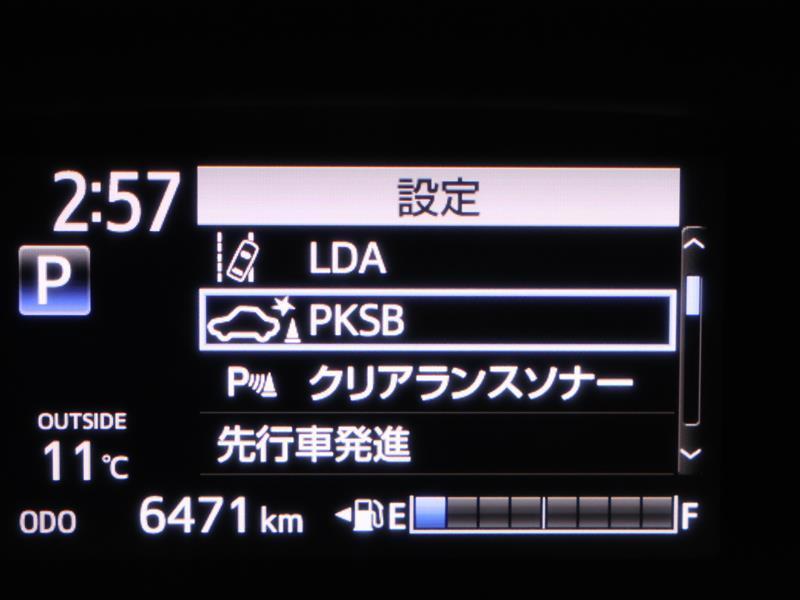 2:57
設定
LDA
P
PKSB
P クリアランスソナー
OUTSIDE
先行車発進
11℃
ODO 6471 km E F